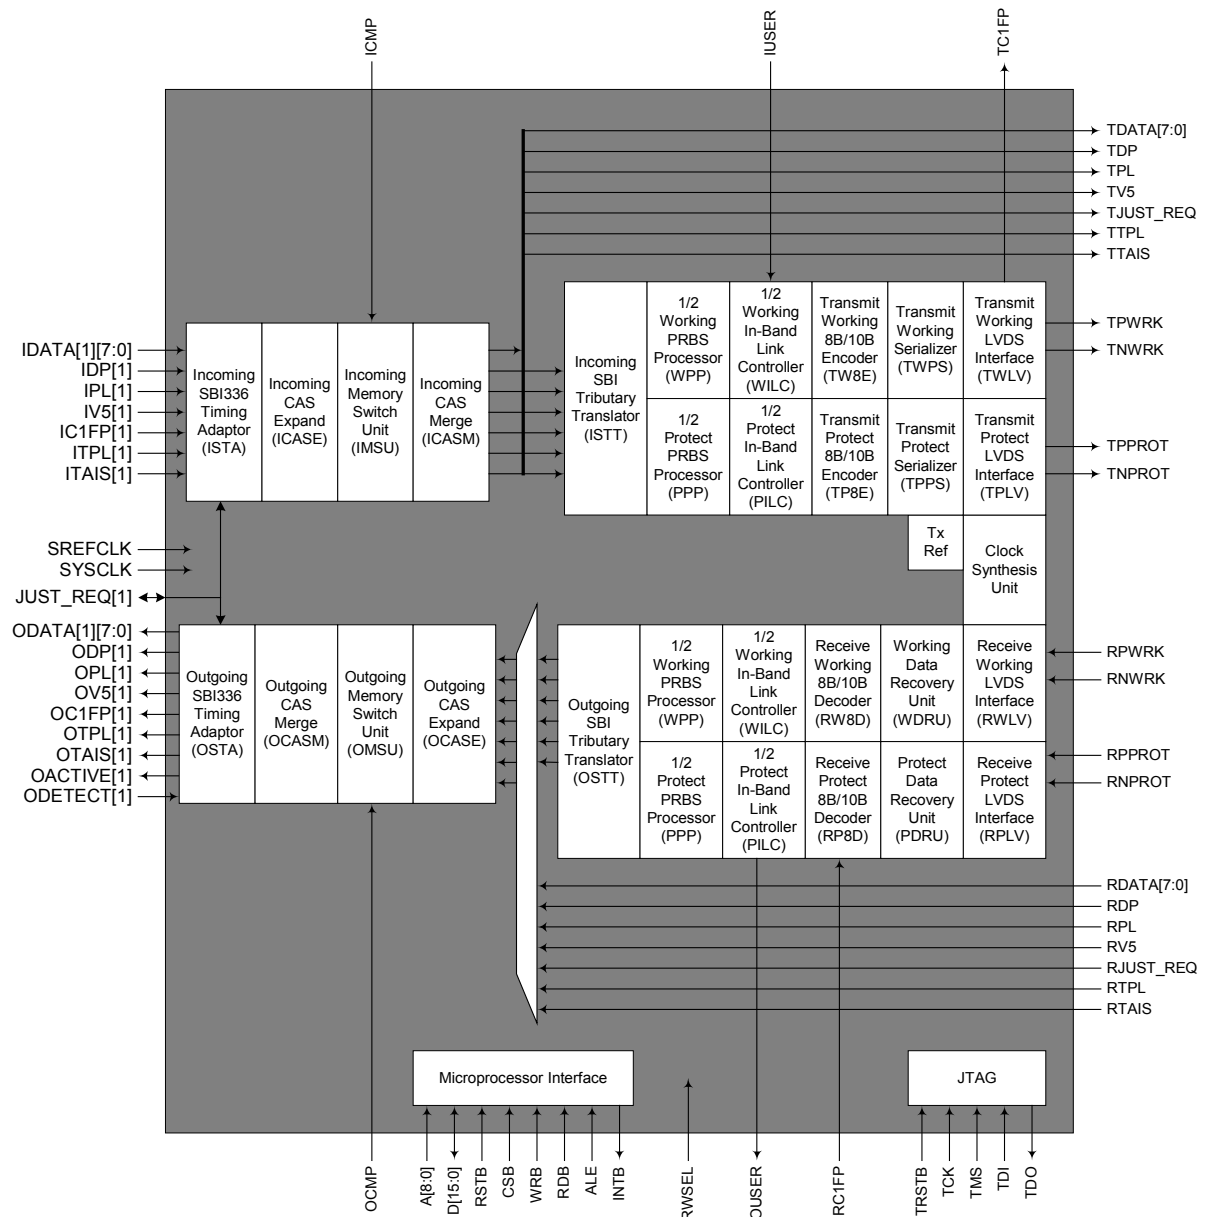 ICMP
IUSER
TC1FP
TDATA[7:0]
TDP
TPL
TV5
TJUST_REQ
TTPL
TTAIS
IDATA[1][7:0]
IDP[1]
IPL[1]
IV5[1]
IC1FP[1]
ITPL[1]
ITAIS[1]
Incoming
SBI336
Timing
Adaptor
(ISTA)
Incoming
CAS
Expand
(ICASE)
Incoming
Memory
Switch
Unit
(IMSU)
Incoming
CAS
Merge
(ICASM)
Incoming
SBI
Tributary
Translator
(ISTT)
1/2
Working
PRBS
Processor
(WPP)
1/2
Working
In-Band
Link
Controller
(WILC)
Transmit
Working
8B/10B
Encoder
(TW8E)
Transmit
Working
Serializer
(TWPS)
Transmit
Working
LVDS
Interface
(TWLV)
TPWRK
TNWRK
1/2
Protect
PRBS
Processor
(PPP)
1/2
Protect
In-Band
Link
Controller
(PILC)
Transmit
Protect
8B/10B
Encoder
(TP8E)
Transmit
Protect
Serializer
(TPPS)
Transmit
Protect
LVDS
Interface
(TPLV)
TPPROT
TNPROT
Tx
Ref
Clock
Synthesis
Unit
SREFCLK
SYSCLK
JUST_REQ[1]
ODATA[1][7:0]
ODP[1]
OPL[1]
OV5[1]
OC1FP[1]
OTPL[1]
OTAIS[1]
OACTIVE[1]
ODETECT[1]
Outgoing
SBI336
Timing
Adaptor
(OSTA)
Outgoing
CAS
Merge
(OCASM)
Outgoing
Memory
Switch
Unit
(OMSU)
Outgoing
CAS
Expand
(OCASE)
Outgoing
SBI
Tributary
Translator
(OSTT)
1/2
Working
PRBS
Processor
(WPP)
1/2
Working
In-Band
Link
Controller
(WILC)
Receive
Working
8B/10B
Decoder
(RW8D)
Working
Data
Recovery
Unit
(WDRU)
Receive
Working
LVDS
Interface
(RWLV)
RPWRK
RNWRK
1/2
Protect
PRBS
Processor
(PPP)
1/2
Protect
In-Band
Link
Controller
(PILC)
Receive
Protect
8B/10B
Decoder
(RP8D)
Protect
Data
Recovery
Unit
(PDRU)
Receive
Protect
LVDS
Interface
(RPLV)
RPPROT
RNPROT
RDATA[7:0]
RDP
RPL
RV5
RJUST_REQ
RTPL
RTAIS
Microprocessor Interface
JTAG
OCMP
A[8:0]
D[15:0]
RSTB
CSB
WRB
RDB
ALE
INTB
RWSEL
OUSER
RC1FP
TRSTB
TCK
TMS
TDI
TDO